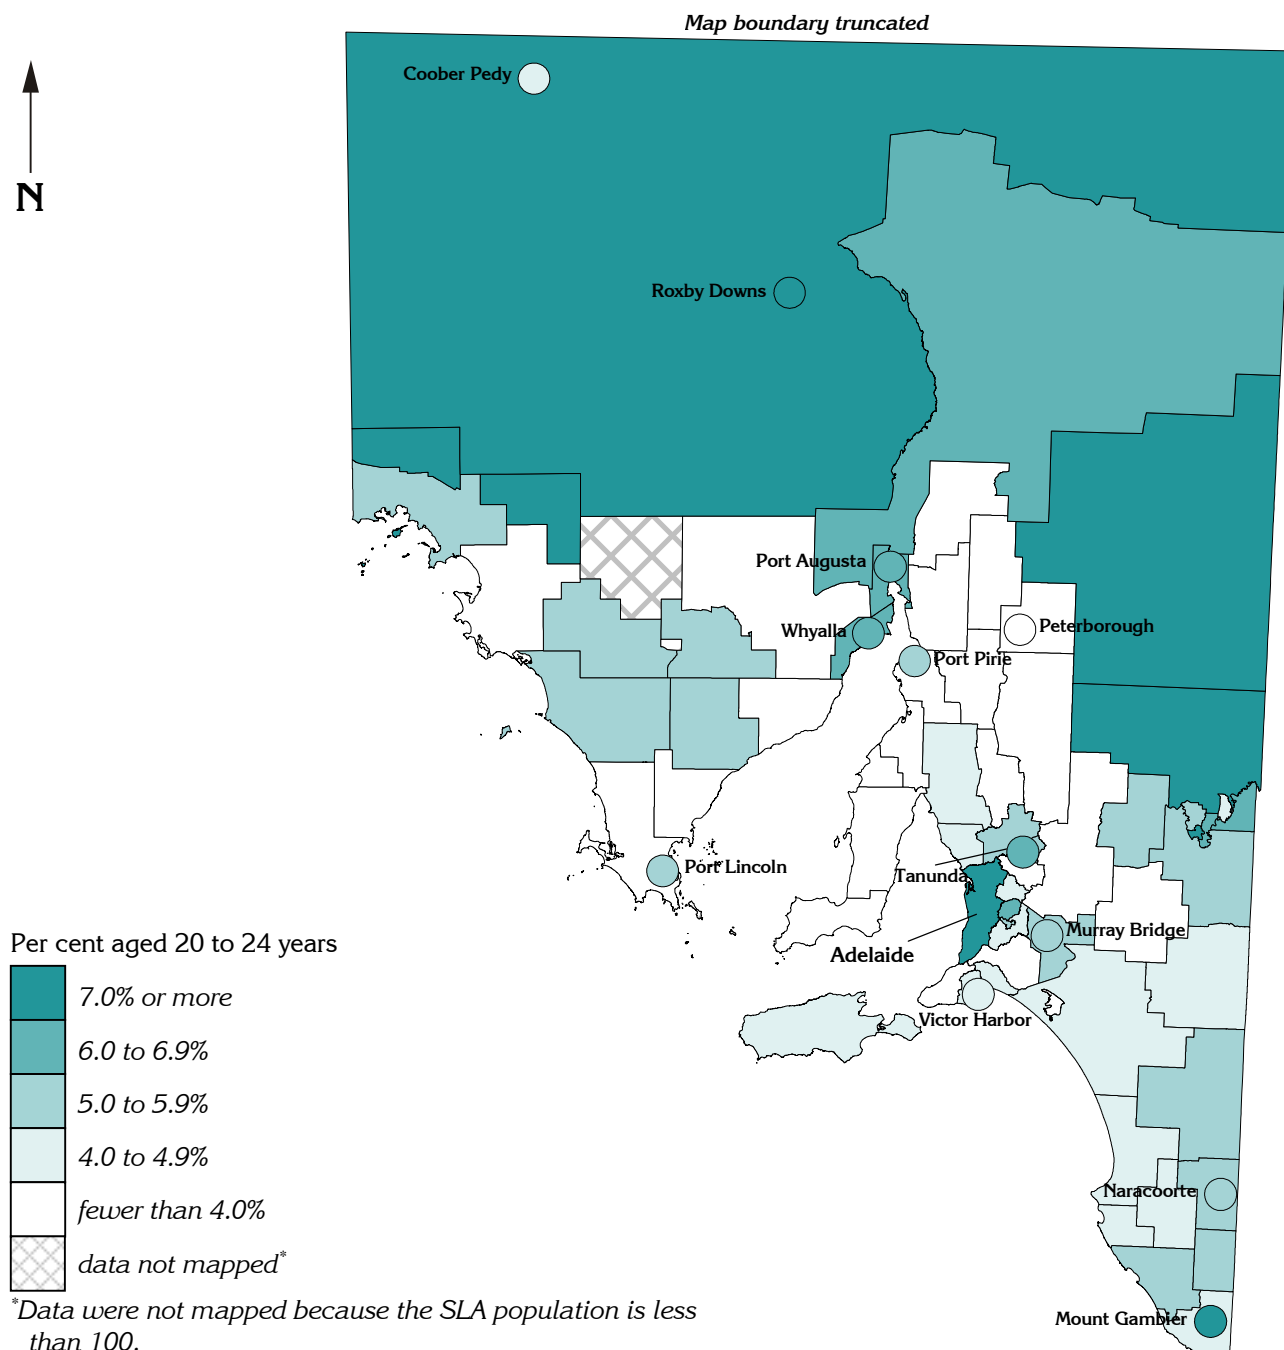 Map boundary truncated
Coober Pedy
N
Roxby Downs
Port Augusta
Whyalla
Peterborough
Port Pirie
Port Lincoln
Tanunda
Murray Bridge
Adelaide
Victor Harbor
Naracoorte
Mount Gambier
Per cent aged 20 to 24 years
7.0% or more
6.0 to 6.9%
5.0 to 5.9%
4.0 to 4.9%
fewer than 4.0%
data not mapped*
*Data were not mapped because the SLA population is less
than 100.